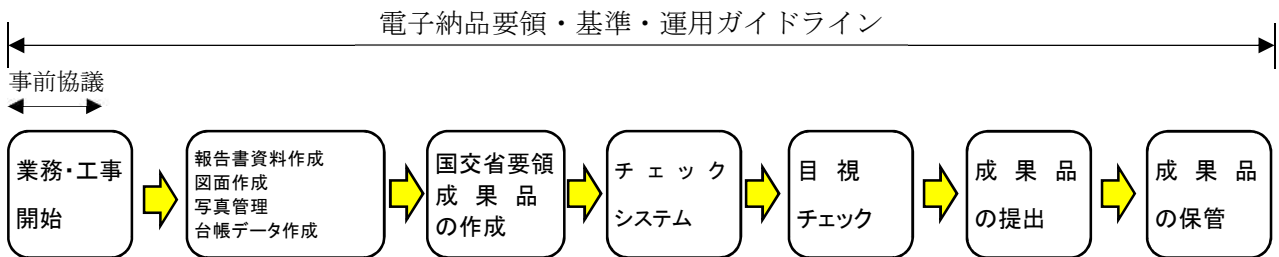 電子納品要領・基準・運用ガイドライン
事前協議
業務・工事
開始
報告書資料作成
図面作成
写真管理
台帳データ作成
国交省要領
成果品
の作成
チェック
システム
目視
チェック
成果品
の提出
成果品
の保管